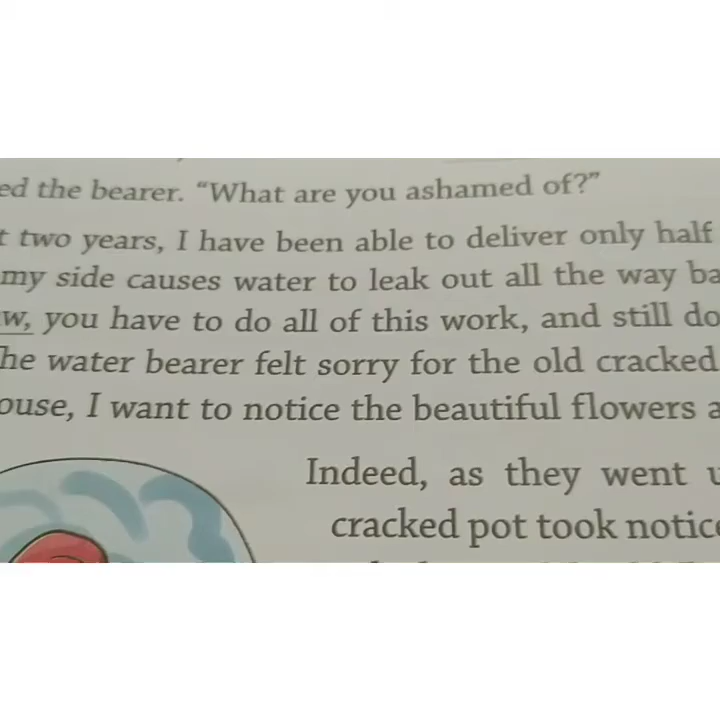 ed the bearer. “What are you ashamed of?”
two years, I have been able to deliver only half
my side causes water to leak out all the way ba
w, you have to do all of this work, and still do
he water bearer felt sorry for the old cracked
ouse, I want to notice the beautiful flowers a
Indeed, as they went u
cracked pot took notice